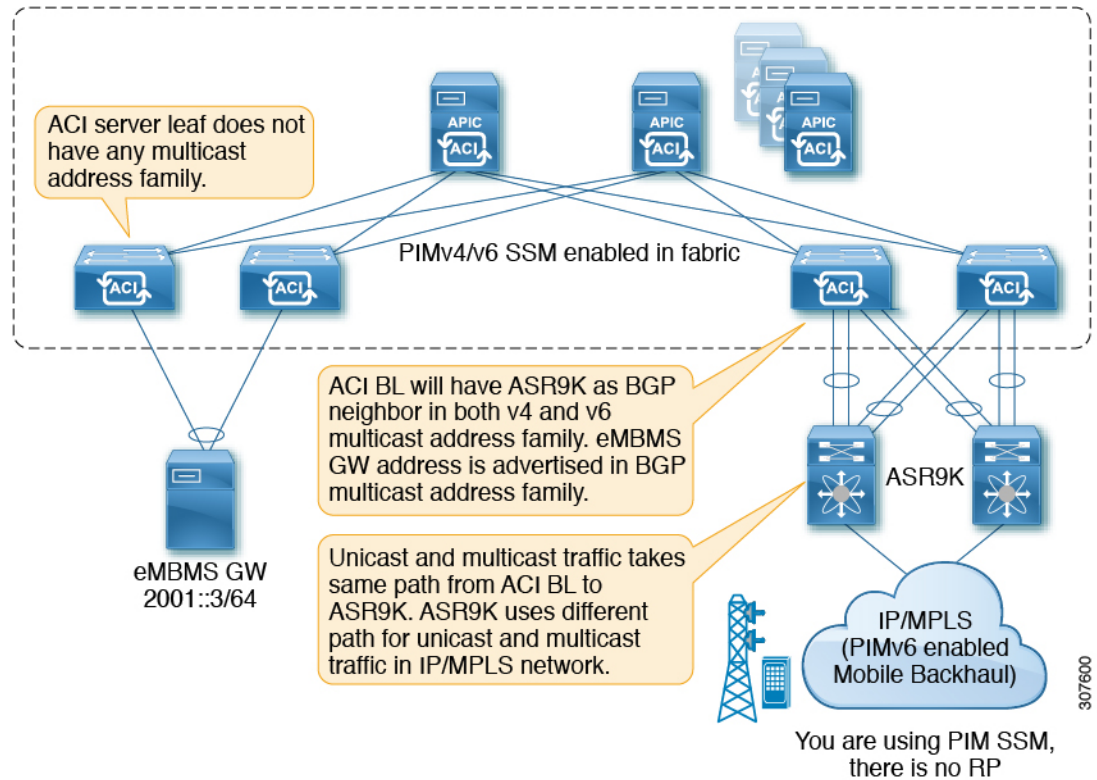 APIC
ACI
APIC
ACI
APIC
ACI
ACI server leaf does not
have any multicast
address family.
PIMv4/v6 SSM enabled in fabric
ACI
ACI
ACI
ACI
ACI BL will have ASR9K as BGP
neighbor in both v4 and v6
multicast address family. eMBMS
GW address is advertised in BGP
multicast address family.
ASR9K
eMBMS GW
2001::3/64
Unicast and multicast traffic takes
same path from ACI BL to
ASR9K. ASR9K uses different
path for unicast and multicast
traffic in IP/MPLS network.
IP/MPLS
(PIMv6 enabled
Mobile Backhaul)
307600
You are using PIM SSM,
there is no RP